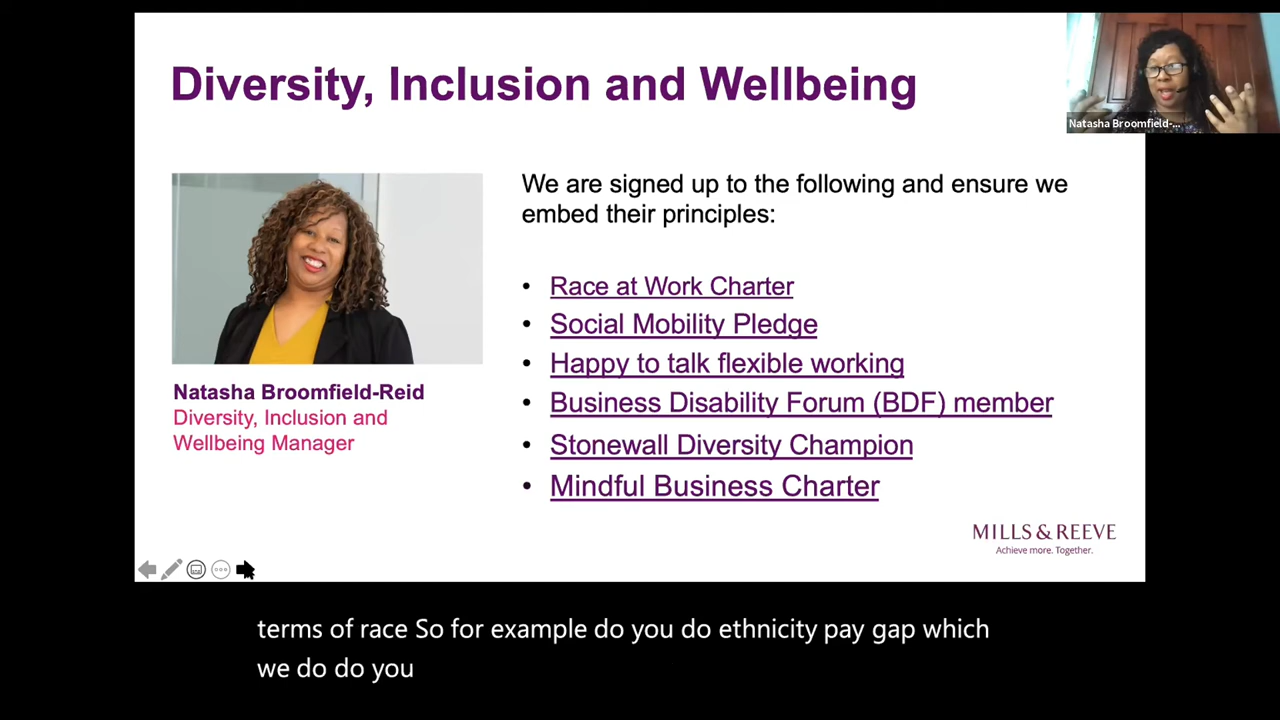 Diversity, Inclusion and Wellbeing
Natasha Broomfield-...
We are signed up to the following and ensure we
embed their principles:
• Race at Work Charter
• Social Mobility Pledge
• Happy to talk flexible working
• Business Disability Forum (BDF) member
• Stonewall Diversity Champion
• Mindful Business Charter
Natasha Broomfield-Reid
Diversity, Inclusion and
Wellbeing Manager
MILLS & REEVE
Achieve more. Together.
terms of race So for example do you do ethnicity pay gap which
we do do you